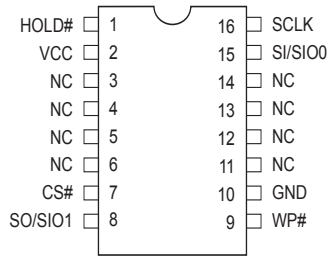 HOLD# 1 16 SCLK
VCC 2 15 SI/SIO0
NC 3 14 NC
NC 4 13 NC
NC 5 12 NC
NC 6 11 NC
CS# 7 10 GND
SO/SIO1 8 9 WP#